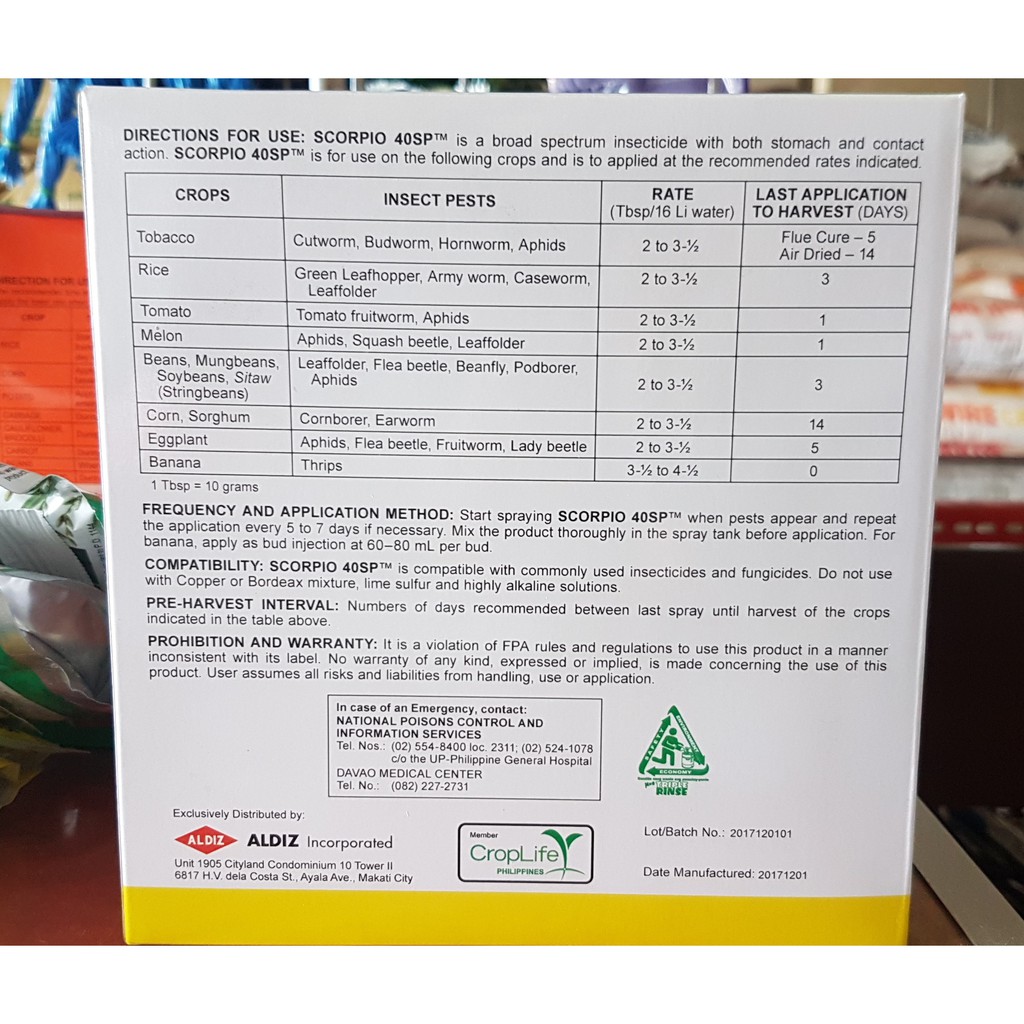 DIRECTIONS FOR USE: SCORPIO 40SP™ is a broad spectrum insecticide with both stomach and contact
action. SCORPIO 40SP™ is for use on the following crops and is to applied at the recommended rates indicated.
CROPS INSECT PESTS RATE (Tbsp/16 Li water) LAST APPLICATION TO HARVEST (DAYS)
Tobacco Cutworm, Budworm, Hornworm, Aphids 2 to 3-½ Flue Cure – 5
Air Dried – 14
Rice Green Leafhopper, Army worm, Caseworm, 2 to 3-½ 3
Leaffolder
Tomato Tomato fruitworm, Aphids 2 to 3-½ 1
Melon Aphids, Squash beetle, Leaffolder 2 to 3-½ 1
Beans, Mungbeans, Leaffolder, Flea beetle, Beanfly, Podborer,
Soybeans, Sitaw Aphids 2 to 3-½ 3
(Stringbeans)
Corn, Sorghum Cornborer, Earworm 2 to 3-½ 14
Eggplant Aphids, Flea beetle, Fruitworm, Lady beetle 2 to 3-½ 5
Banana Thrips 3-½ to 4-½ 0
1 Tbsp = 10 grams
FREQUENCY AND APPLICATION METHOD: Start spraying SCORPIO 40SP™ when pests appear and repeat
the application every 5 to 7 days if necessary. Mix the product thoroughly in the spray tank before application. For
banana, apply as bud injection at 60–80 mL per bud.
COMPATIBILITY: SCORPIO 40SP™ is compatible with commonly used insecticides and fungicides. Do not use
with Copper or Bordeax mixture, lime sulfur and highly alkaline solutions.
PRE-HARVEST INTERVAL: Numbers of days recommended between last spray until harvest of the crops
indicated in the table above.
PROHIBITION AND WARRANTY: It is a violation of FPA rules and regulations to use this product in a manner
inconsistent with its label. No warranty of any kind, expressed or implied, is made concerning the use of this
product. User assumes all risks and liabilities from handling, use or application.
In case of an Emergency, contact:
NATIONAL POISONS CONTROL AND
INFORMATION SERVICES
Tel. Nos.: (02) 554-8400 loc. 2311; (02) 524-1078
c/o the UP-Philippine General Hospital
DAVAO MEDICAL CENTER
Tel. No.: (082) 227-2731
ECONOMY
RINSE
Exclusively Distributed by:
ALDIZ ALDIZ Incorporated
Unit 1905 Cityland Condominium 10 Tower II
6817 H.V. dela Costa St., Ayala Ave., Makati City
Member
CropLife
PHILIPPINES
Lot/Batch No.: 2017120101
Date Manufactured: 20171201